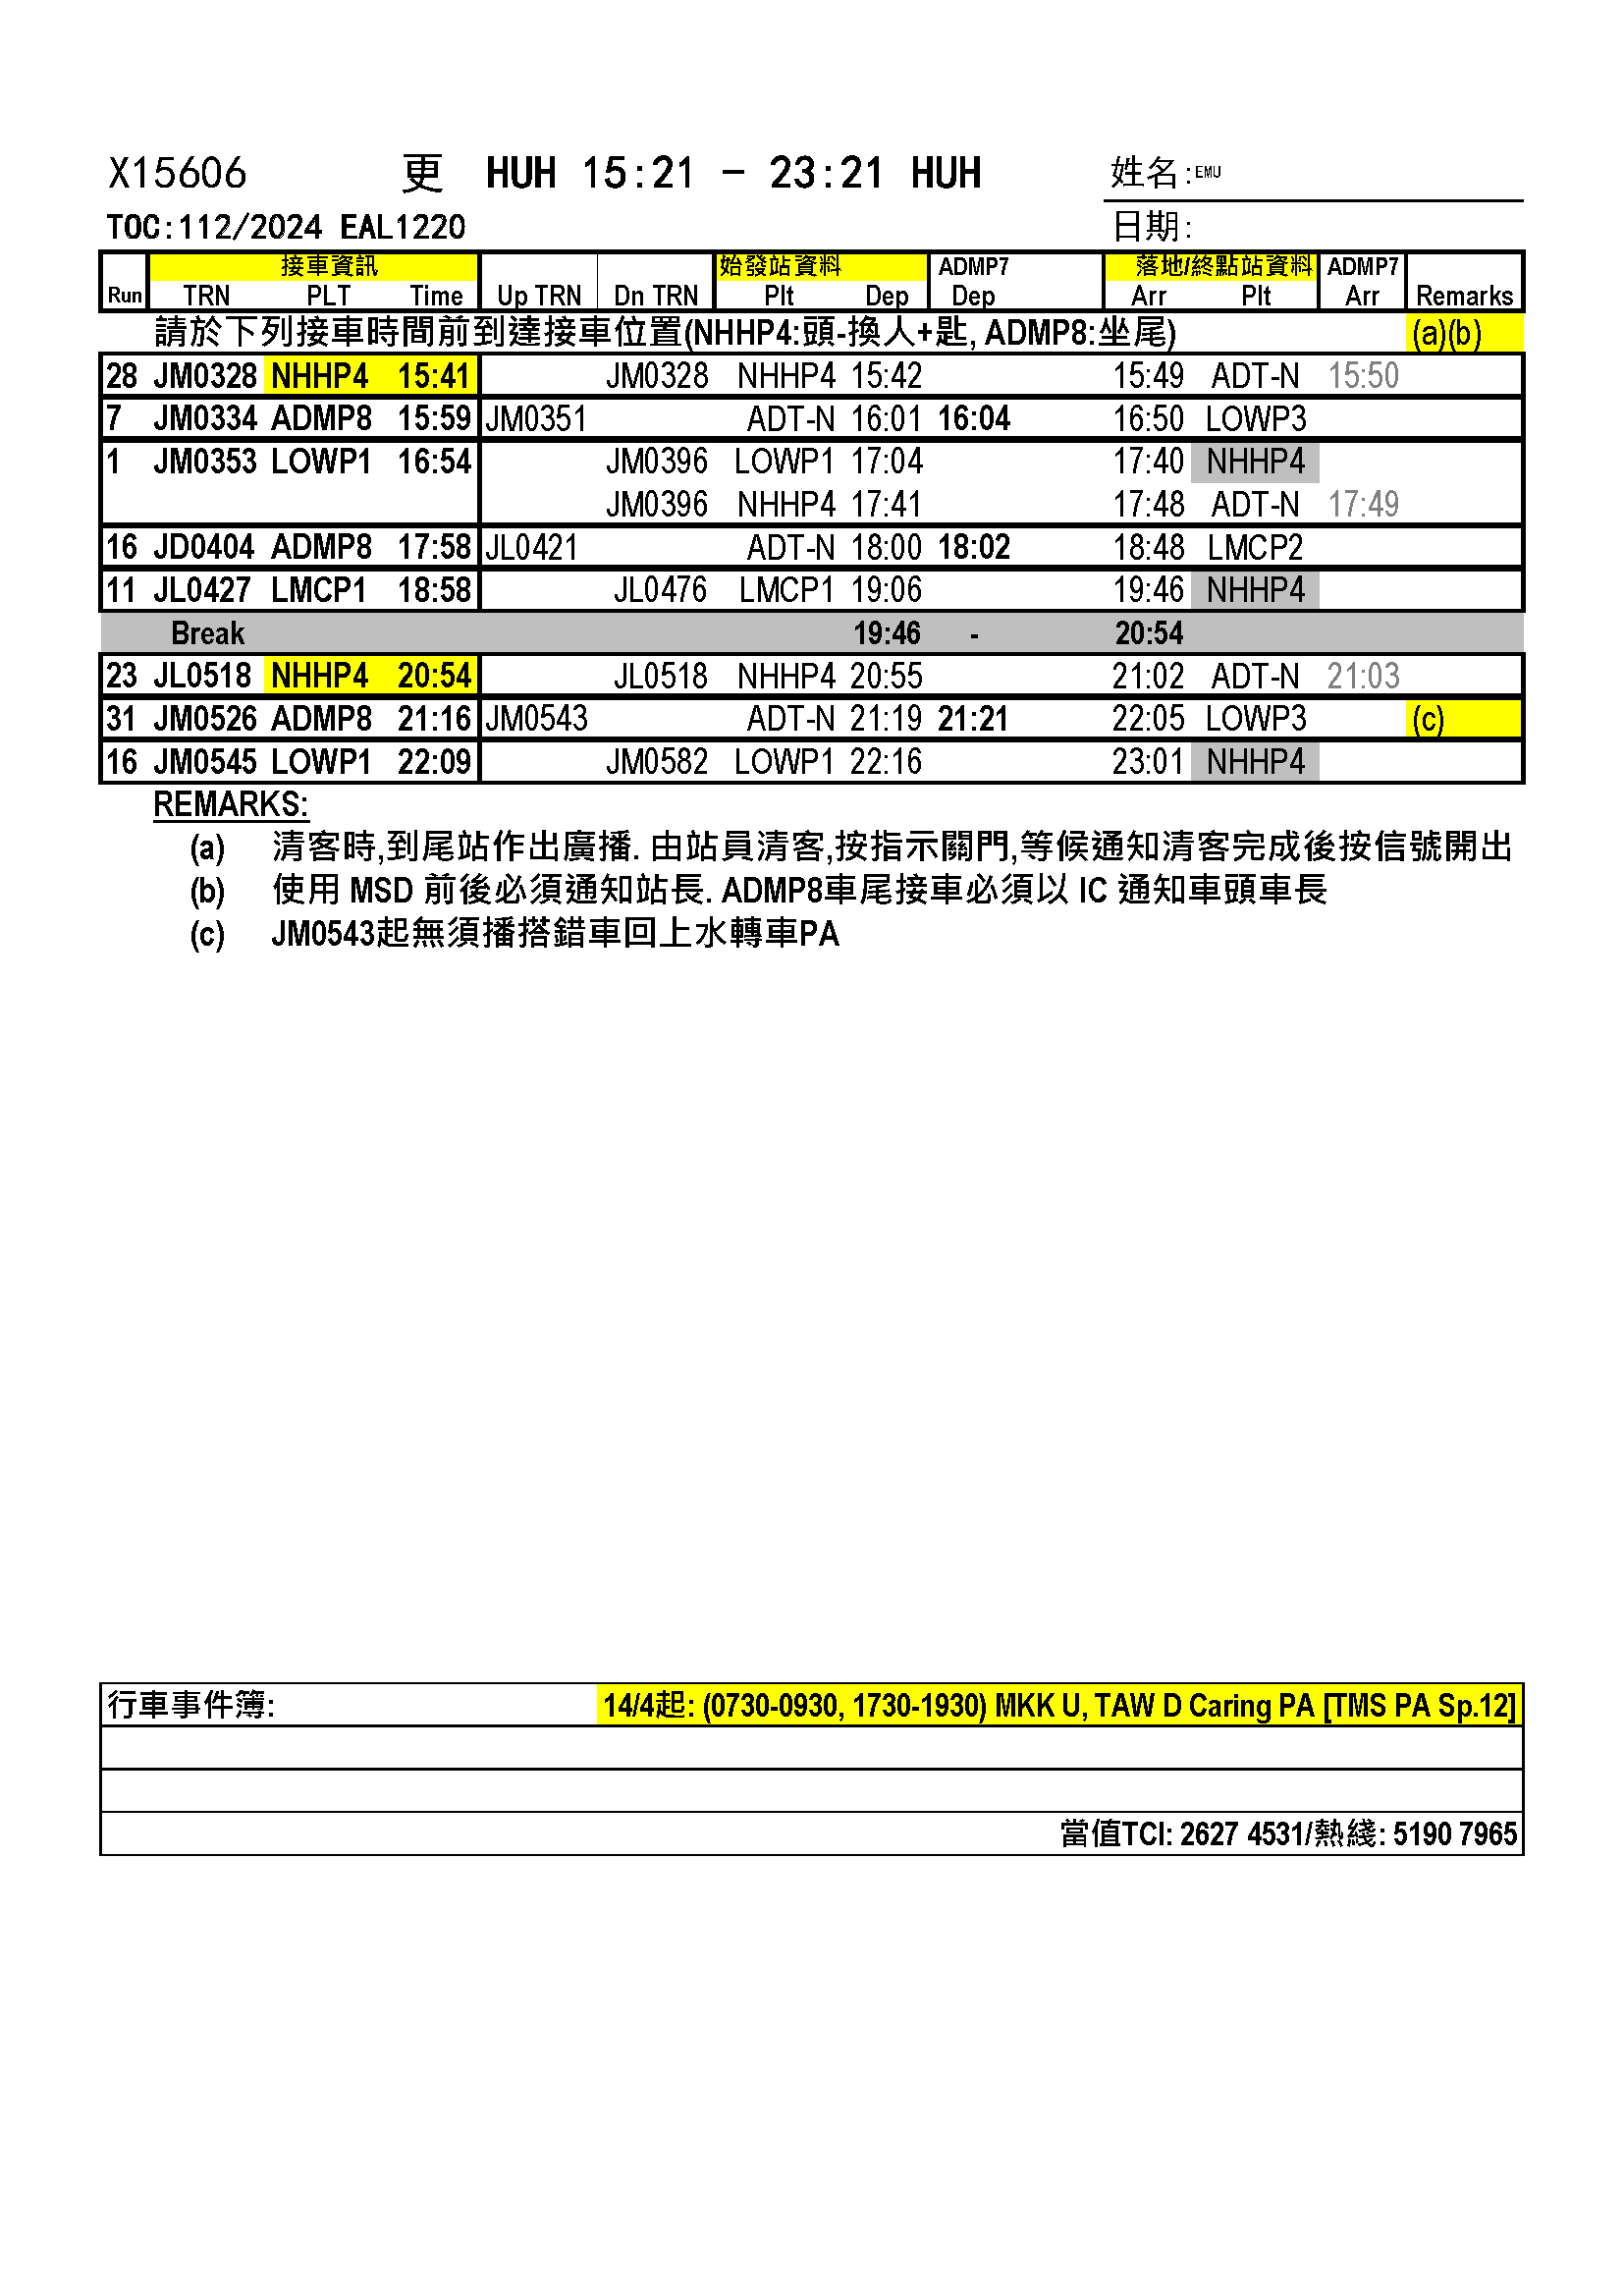 X15606 更 HUH 15:21 - 23:21 HUH 姓名:EMU
TOC:112/2024 EAL1220 日期:
接車資訊 始發站資料 ADMP7 落地/終點站資料 ADMP7
Run TRN PLT Time Up TRN Dn TRN Plt Dep Dep Arr Plt Arr Remarks
請於下列接車時間前到達接車位置(NHHP4:頭-換人+匙, ADMP8:坐尾) (a)(b)
28 JM0328 NHHP4 15:41 JM0328 NHHP4 15:42 15:49 ADT-N 15:50
7 JM0334 ADMP8 15:59 JM0351 ADT-N 16:01 16:04 16:50 LOWP3
1 JM0353 LOWP1 16:54 JM0396 LOWP1 17:04 17:40 NHHP4
JM0396 NHHP4 17:41 17:48 ADT-N 17:49
16 JD0404 ADMP8 17:58 JL0421 ADT-N 18:00 18:02 18:48 LMCP2
11 JL0427 LMCP1 18:58 JL0476 LMCP1 19:06 19:46 NHHP4
Break 19:46 - 20:54
23 JL0518 NHHP4 20:54 JL0518 NHHP4 20:55 21:02 ADT-N 21:03
31 JM0526 ADMP8 21:16 JM0543 ADT-N 21:19 21:21 22:05 LOWP3 (c)
16 JM0545 LOWP1 22:09 JM0582 LOWP1 22:16 23:01 NHHP4
REMARKS:
(a) 清客時,到尾站作出廣播. 由站員清客,按指示關門,等候通知清客完成後按信號開出
(b) 使用 MSD 前後必須通知站長. ADMP8車尾接車必須以 IC 通知車頭車長
(c) JM0543起無須播搭錯車回上水轉車PA
行車事件簿: 14/4起: (0730-0930, 1730-1930) MKK U, TAW D Caring PA [TMS PA Sp.12]
當值TCI: 2627 4531/熱綫: 5190 7965